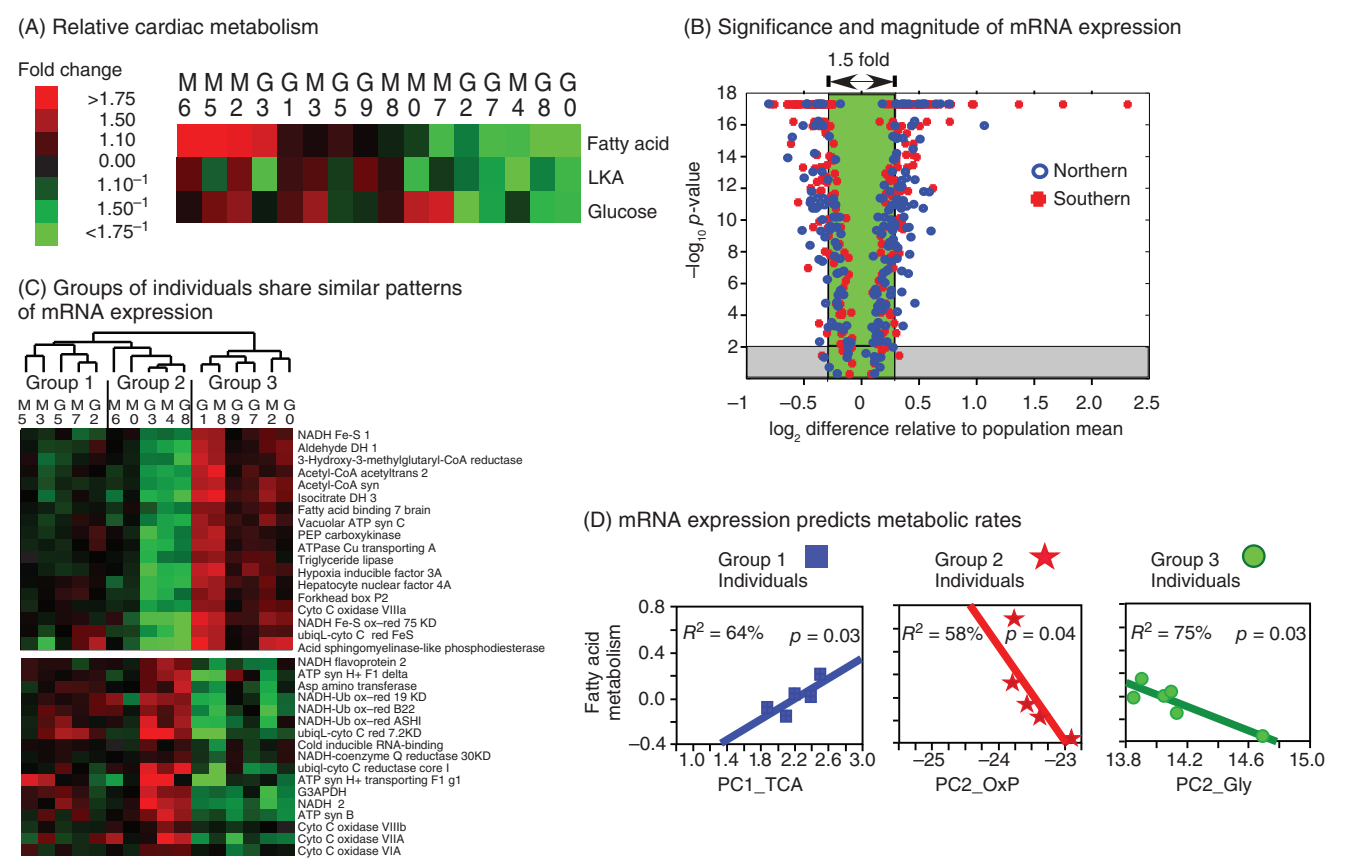 (A) Relative cardiac metabolism
Fold change
>1.75
1.50
1.10
0.00
1.10⁻¹
1.50⁻¹
<1.75⁻¹
M M M G G M G G M M M G G M G G
6 5 2 3 1 3 5 9 8 0 7 2 7 4 8 0
Fatty acid
LKA
Glucose
(B) Significance and magnitude of mRNA expression
1.5 fold
18
16
14
12
10
8
6
4
2
−log₁₀ p-value
Northern
Southern
−1 −0.5 0 0.5 1.0 1.5 2.0 2.5
log₂ difference relative to population mean
(C) Groups of individuals share similar patterns
of mRNA expression
Group 1 Group 2 Group 3
M M G M G M M G M G G M G G M G
5 3 5 7 2 6 0 3 4 8 1 8 9 7 2 0
NADH Fe-S 1
Aldehyde DH 1
3-Hydroxy-3-methylglutaryl-CoA reductase
Acetyl-CoA acetyltrans 2
Acetyl-CoA syn
Isocitrate DH 3
Fatty acid binding 7 brain
Vacuolar ATP syn C
PEP carboxykinase
ATPase Cu transporting A
Triglyceride lipase
Hypoxia inducible factor 3A
Hepatocyte nuclear factor 4A
Forkhead box P2
Cyto C oxidase VIIIa
NADH Fe-S ox–red 75 KD
ubiqL-cyto C red FeS
Acid sphingomyelinase-like phosphodiesterase
NADH flavoprotein 2
ATP syn H+ F1 delta
Asp amino transferase
NADH-Ub ox–red 19 KD
NADH-Ub ox–red B22
NADH-Ub ox–red ASHI
ubiqL-cyto C red 7.2KD
Cold inducible RNA-binding
NADH-coenzyme Q reductase 30KD
ubiql-cyto C reductase core I
ATP syn H+ transporting F1 g1
G3APDH
NADH 2
ATP syn B
Cyto C oxidase VIIIb
Cyto C oxidase VIIA
Cyto C oxidase VIA
(D) mRNA expression predicts metabolic rates
Group 1
Individuals
Group 2
Individuals
Group 3
Individuals
0.8
0.4
0.0
−0.4
Fatty acid
metabolism
R² = 64% p = 0.03
1.0 1.4 1.8 2.2 2.6 3.0
PC1_TCA
R² = 58% p = 0.04
−25 −24 −23
PC2_OxP
R² = 75% p = 0.03
13.8 14.2 14.6 15.0
PC2_Gly